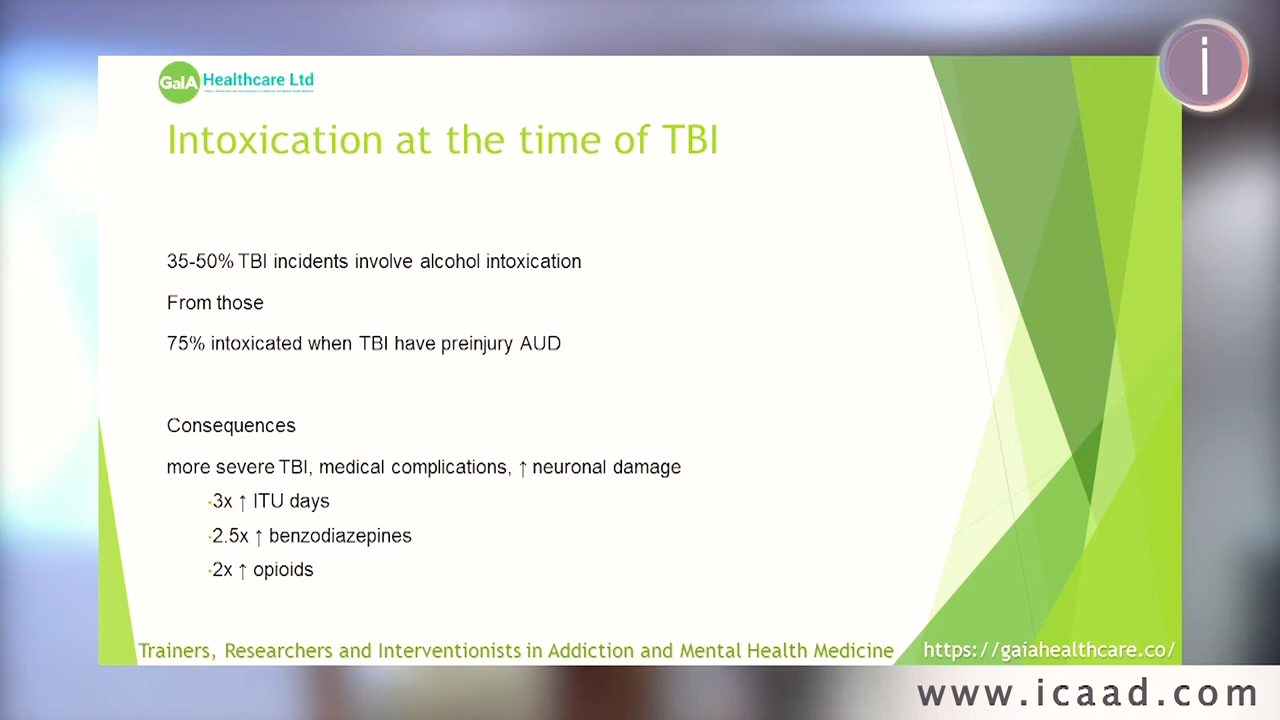 GaIA Healthcare Ltd
Intoxication at the time of TBI
35-50% TBI incidents involve alcohol intoxication
From those
75% intoxicated when TBI have preinjury AUD
Consequences
more severe TBI, medical complications, ↑ neuronal damage
•3x ↑ ITU days
•2.5x ↑ benzodiazepines
•2x ↑ opioids
Trainers, Researchers and Interventionists in Addiction and Mental Health Medicine https://gaiahealthcare.co/
i
www.icaad.com